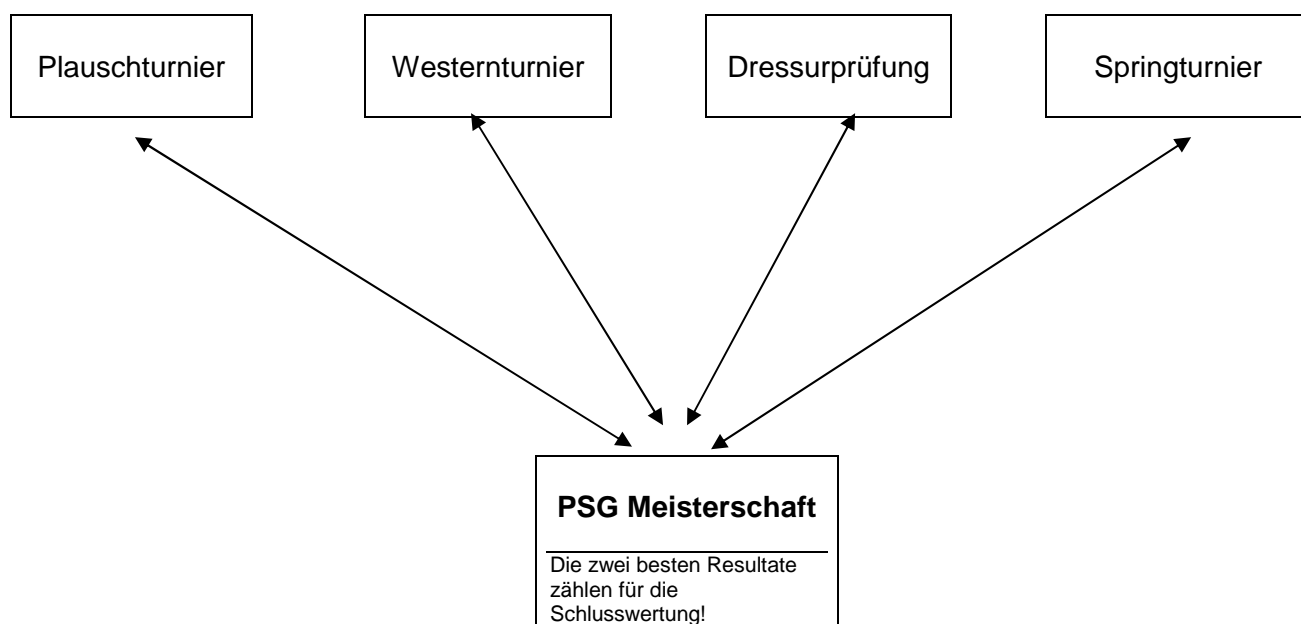 Plauschturnier
Westernturnier
Dressurprüfung
Springturnier
PSG Meisterschaft
Die zwei besten Resultate
zählen für die
Schlusswertung!